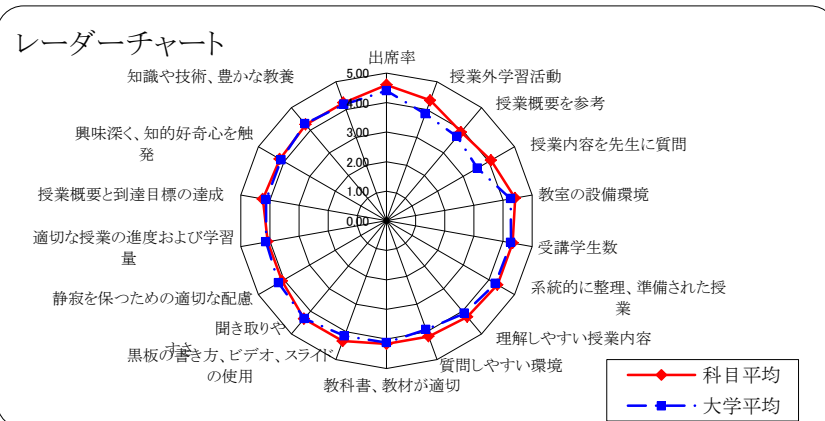 レーダーチャート
出席率
授業外学習活動
授業概要を参考
授業内容を先生に質問
教室の設備環境
受講学生数
系統的に整理、準備された授
業
理解しやすい授業内容
質問しやすい環境
教科書、教材が適切
黒板の書き方、ビデオ、スライド
の使用
聞き取りや
すさ
静寂を保つための適切な配慮
適切な授業の進度および学習
量
授業概要と到達目標の達成
興味深く、知的好奇心を触
発
知識や技術、豊かな教養
5.00
4.00
3.00
2.00
1.00
0.00
科目平均
大学平均